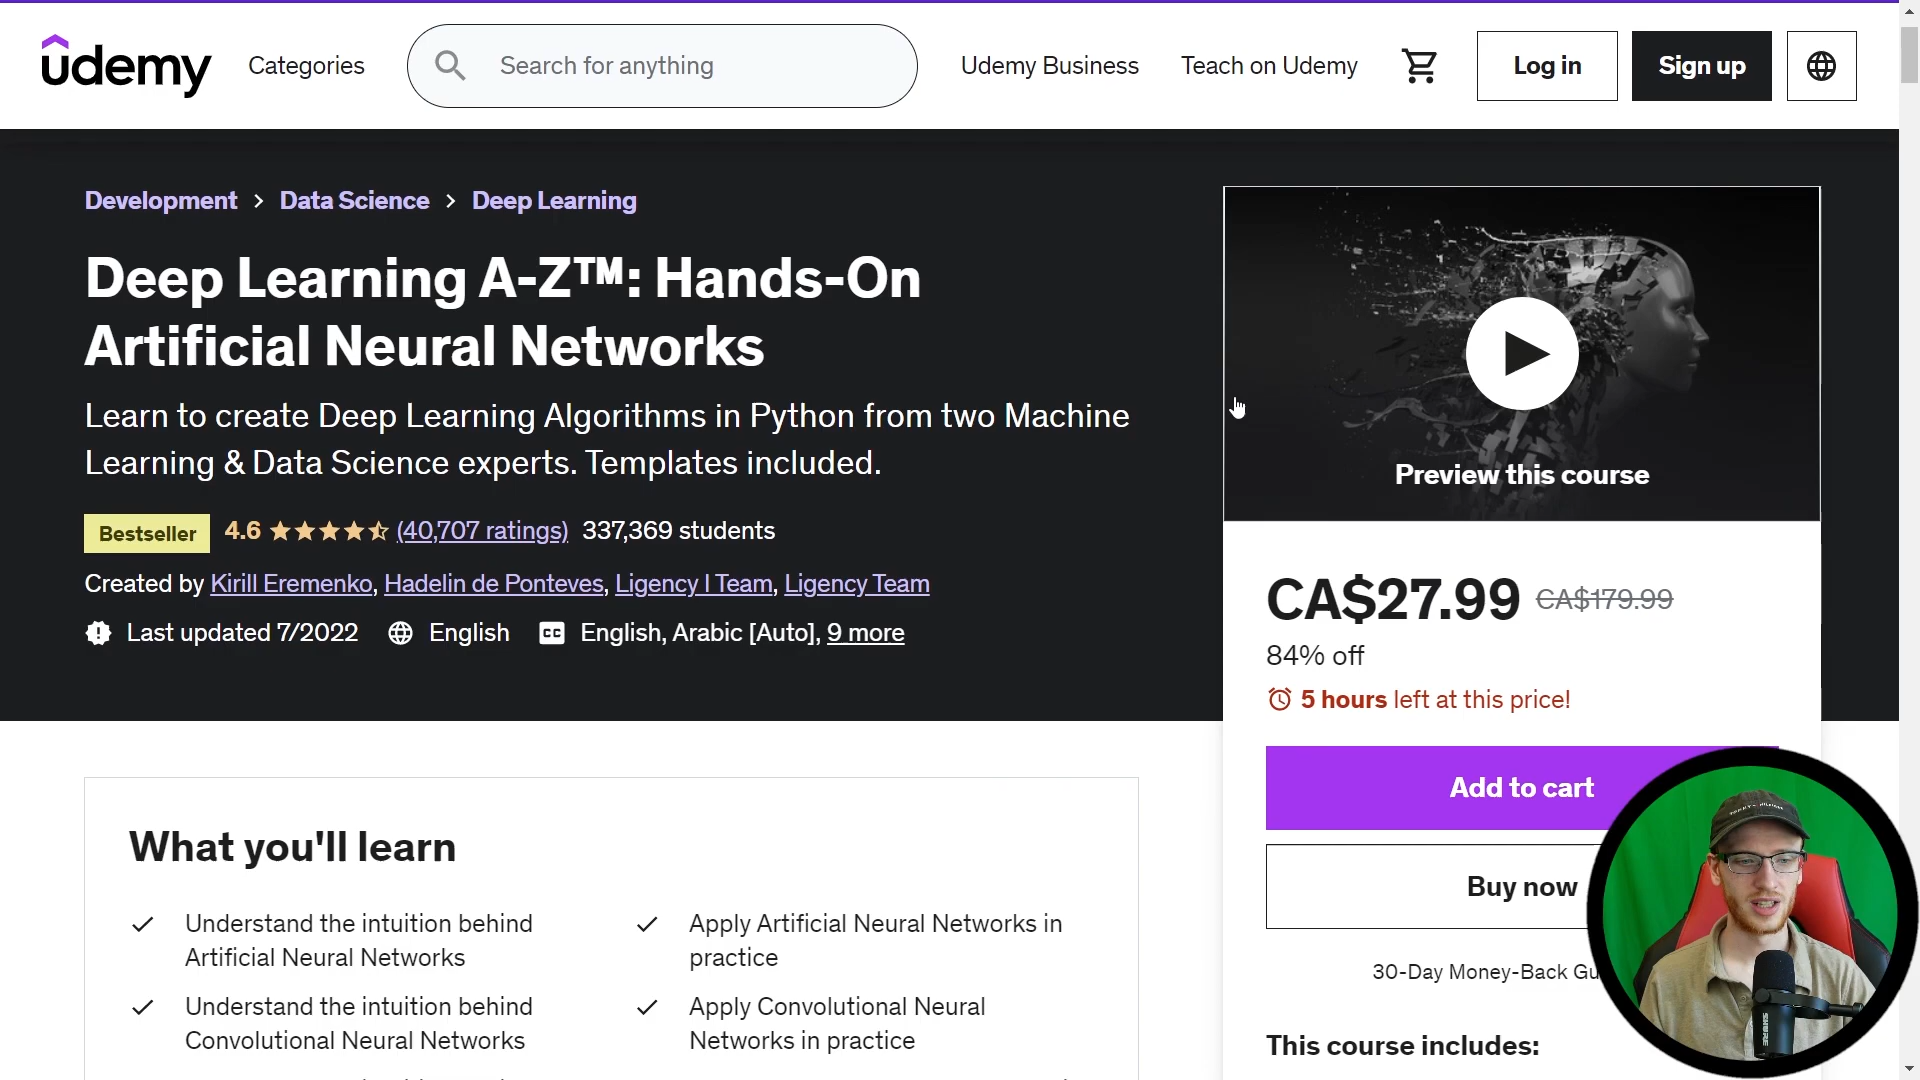 udemy
Categories
Search for anything
Udemy Business
Teach on Udemy
Log in
Sign up
Development > Data Science > Deep Learning
Deep Learning A-Z™: Hands-On
Artificial Neural Networks
Learn to create Deep Learning Algorithms in Python from two Machine
Learning & Data Science experts. Templates included.
Bestseller 4.6 (40,707 ratings) 337,369 students
Created by Kirill Eremenko, Hadelin de Ponteves, Ligency I Team, Ligency Team
Last updated 7/2022 English CC English, Arabic [Auto], 9 more
Preview this course
CA$27.99 CA$179.99
84% off
5 hours left at this price!
Add to cart
Buy now
30-Day Money-Back Gu
This course includes:
What you'll learn
Understand the intuition behind
Artificial Neural Networks
Apply Artificial Neural Networks in
practice
Understand the intuition behind
Convolutional Neural Networks
Apply Convolutional Neural
Networks in practice
SHURE